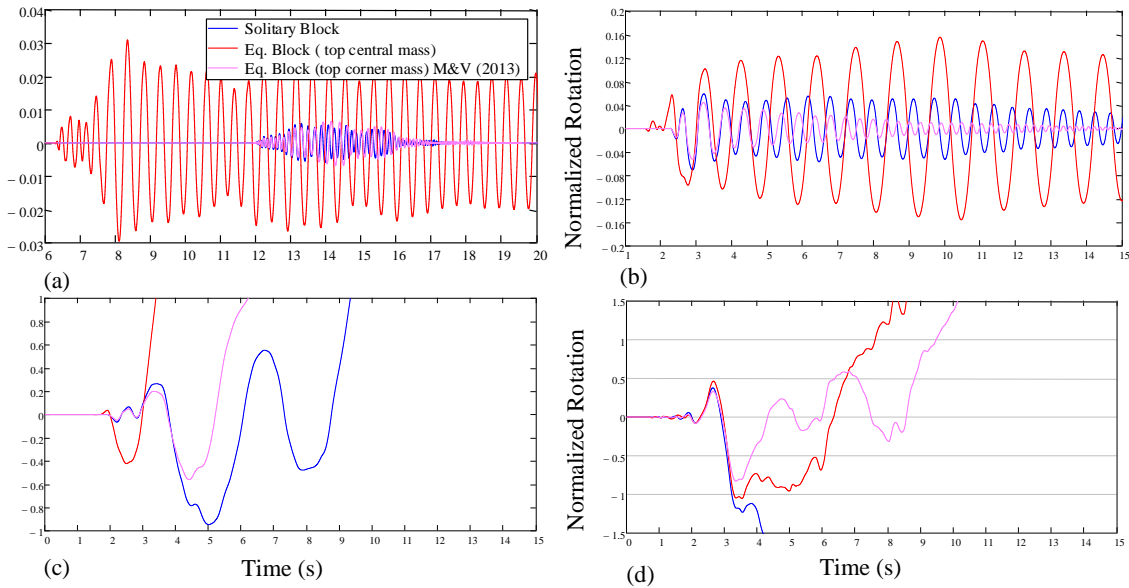 0.04
0.03
0.02
0.01
0
− 0.01
− 0.02
− 0.03
6 7 8 9 10 11 12 13 14 15 16 17 18 19 20
Solitary Block
Eq. Block ( top central mass)
Eq. Block (top corner mass) M&V (2013)
(a)
Normalized Rotation
0.2
0.16
0.12
0.08
0.04
0
− 0.04
− 0.08
− 0.12
− 0.16
− 0.2
0 1 2 3 4 5 6 7 8 9 10 11 12 13 14 15
(b)
1
0.8
0.6
0.4
0.2
0
− 0.2
− 0.4
− 0.6
− 0.8
− 1
0 1 2 3 4 5 6 7 8 9 10 11 12 13 14 15
(c)
Time (s)
Normalized Rotation
1.5
1
0.5
0
− 0.5
− 1
− 1.5
0 1 2 3 4 5 6 7 8 9 10 11 12 13 14 15
(d)
Time (s)